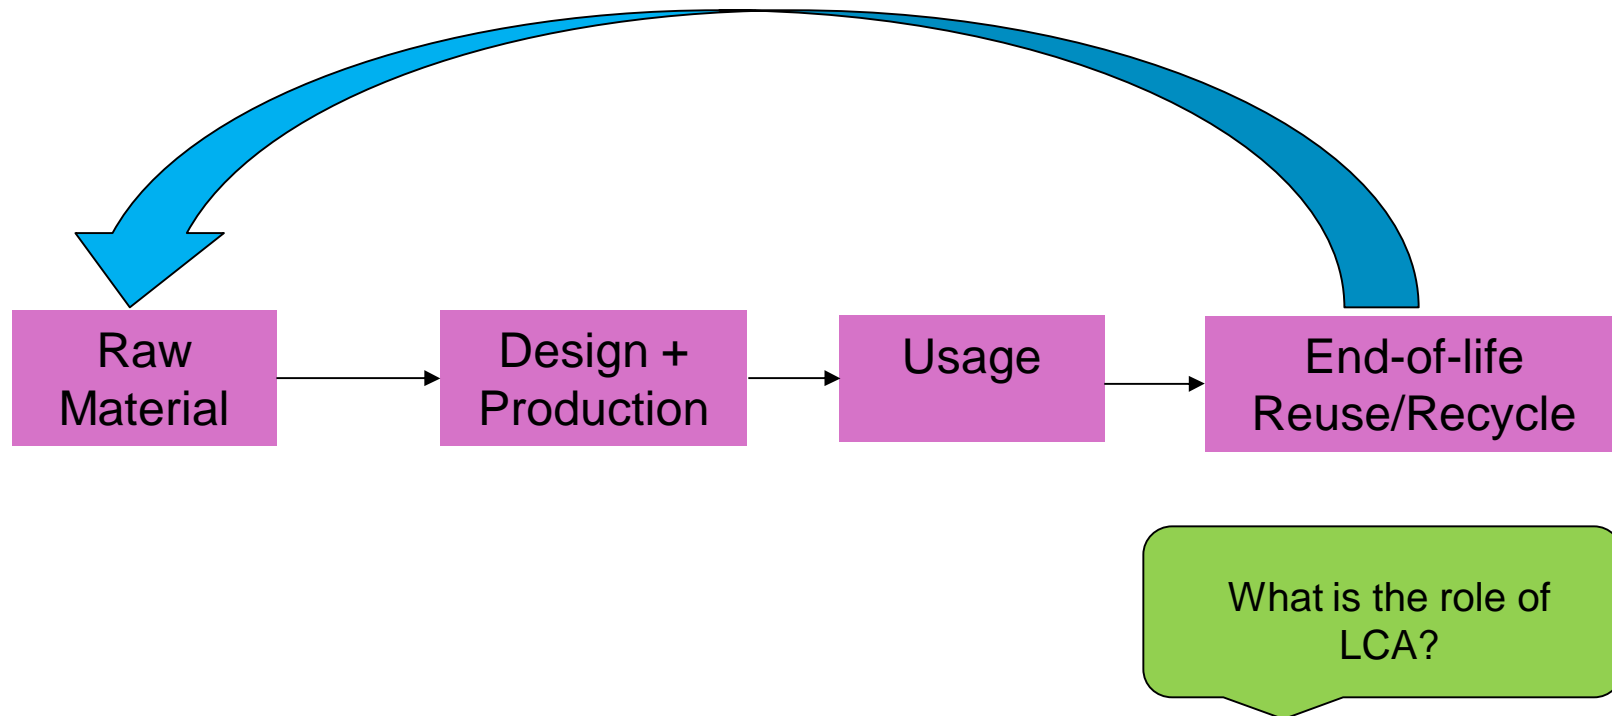 Raw
Material
Design +
Production
Usage
End-of-life
Reuse/Recycle
What is the role of
LCA?